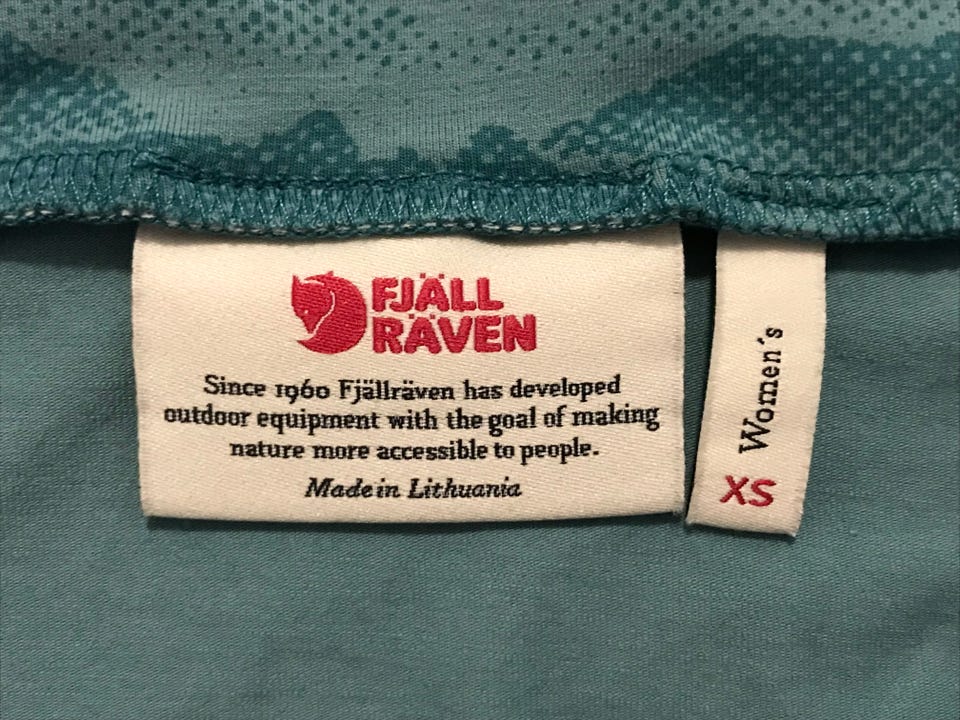 FJÄLL
RÄVEN
Since 1960 Fjällräven has developed
outdoor equipment with the goal of making
nature more accessible to people.
Made in Lithuania
Women´s
XS